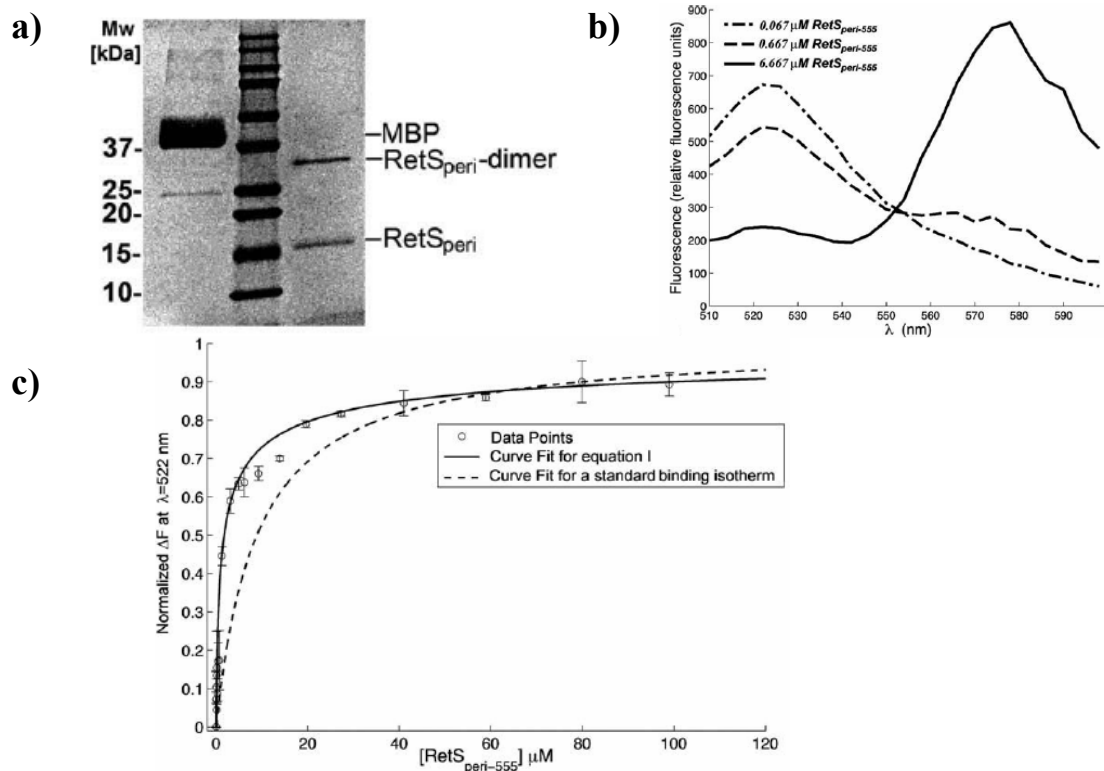 a)
Mw
[kDa]
37-
25-
20-
15-
10-
MBP
RetSperi-dimer
RetSperi
b)
0.067 μM RetSperi-555
0.667 μM RetSperi-555
6.667 μM RetSperi-555
Fluorescence (relative fluorescence units)
900
800
700
600
500
400
300
200
100
0
510 520 530 540 550 560 570 580 590
λ (nm)
c)
Normalized ΔF at λ=522 nm
1
0.9
0.8
0.7
0.6
0.5
0.4
0.3
0.2
0.1
0
Data Points
Curve Fit for equation I
Curve Fit for a standard binding isotherm
0 20 40 60 80 100 120
[RetSperi-555] μM